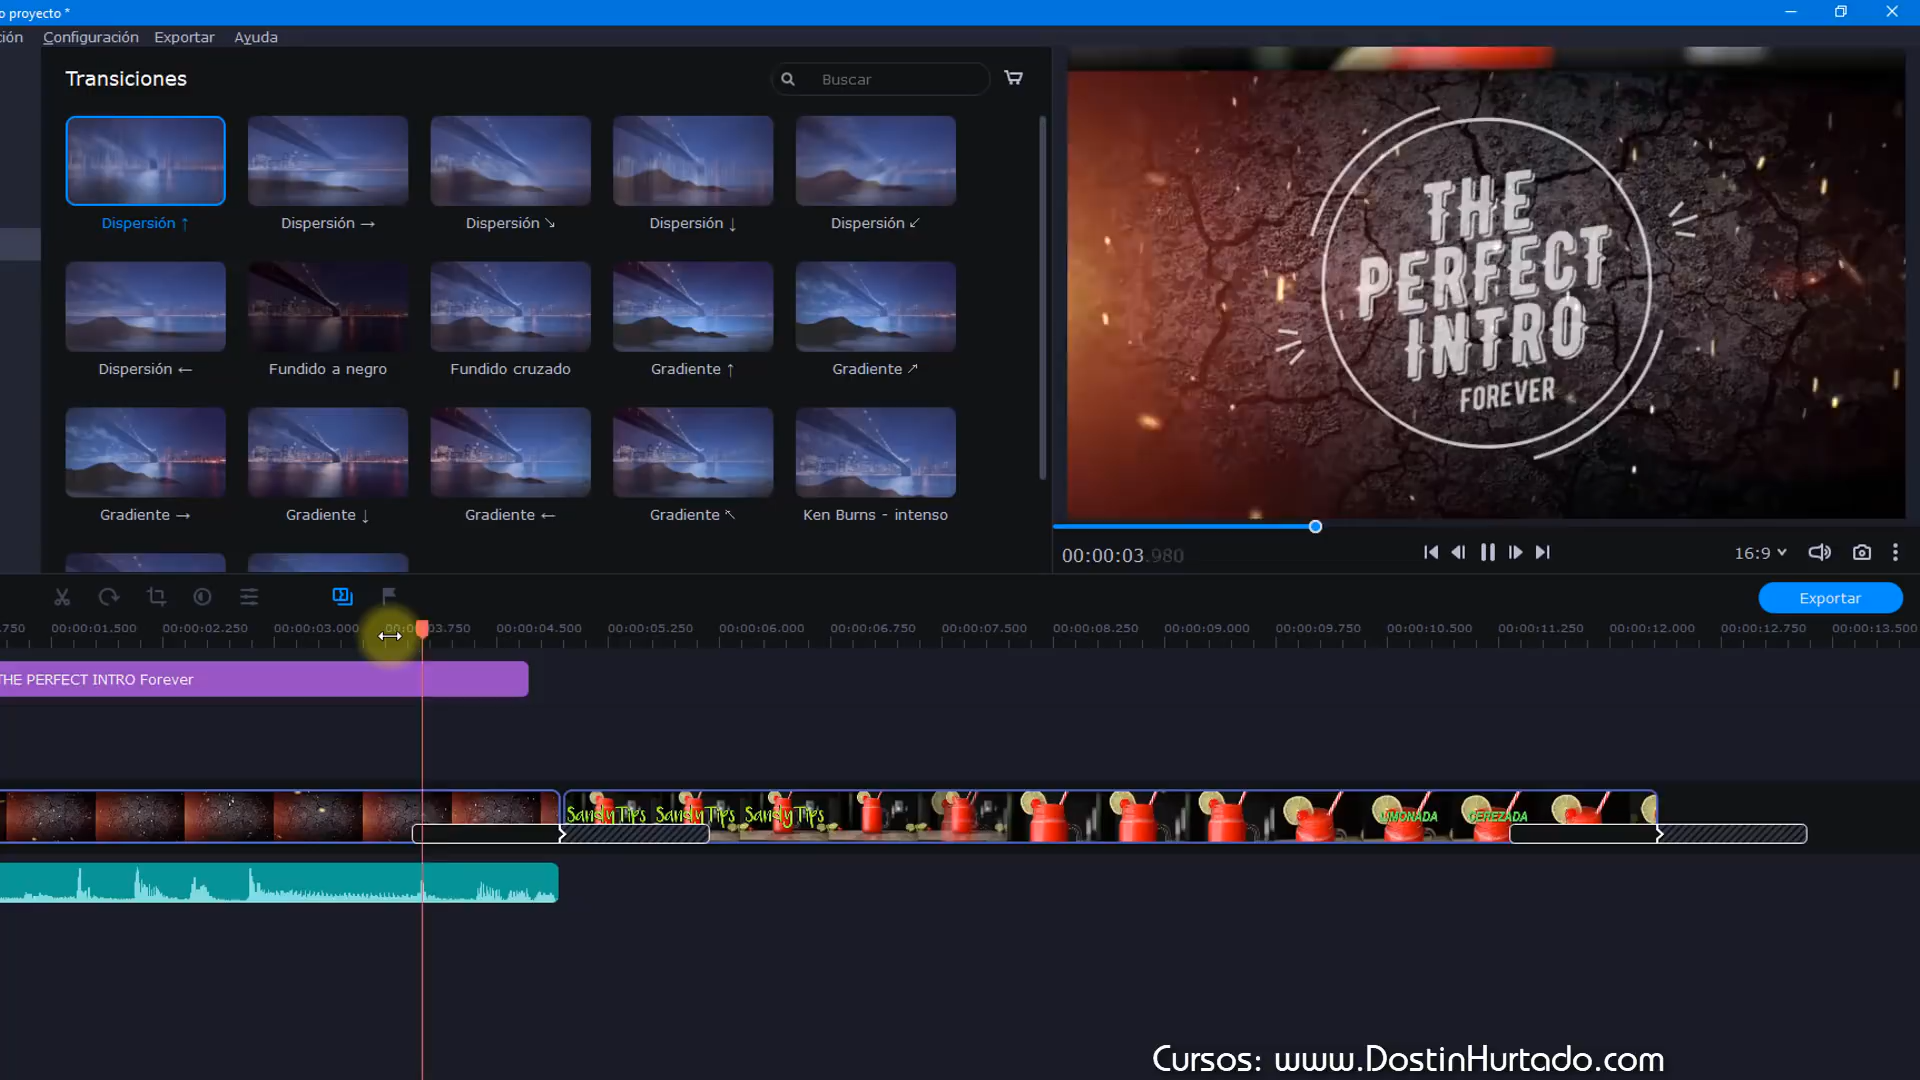 o proyecto *
ción Configuración Exportar Ayuda
Transiciones
Buscar
Dispersión ↑ Dispersión → Dispersión ↘ Dispersión ↓ Dispersión ↙
Dispersión ← Fundido a negro Fundido cruzado Gradiente ↑ Gradiente ↗
Gradiente → Gradiente ↓ Gradiente ← Gradiente ↖ Ken Burns - intenso
THE
PERFECT
INTRO
FOREVER
00:00:03.980
16:9
Exportar
.750 00:00:01.500 00:00:02.250 00:00:03.000 00:00:03.750 00:00:04.500 00:00:05.250 00:00:06.000 00:00:06.750 00:00:07.500 00:00:08.250 00:00:09.000 00:00:09.750 00:00:10.500 00:00:11.250 00:00:12.000 00:00:12.750 00:00:13.500
THE PERFECT INTRO Forever
Sandy Tips Sandy Tips Sandy Tips LIMONADA CEREZADA
Cursos: www.DostinHurtado.com